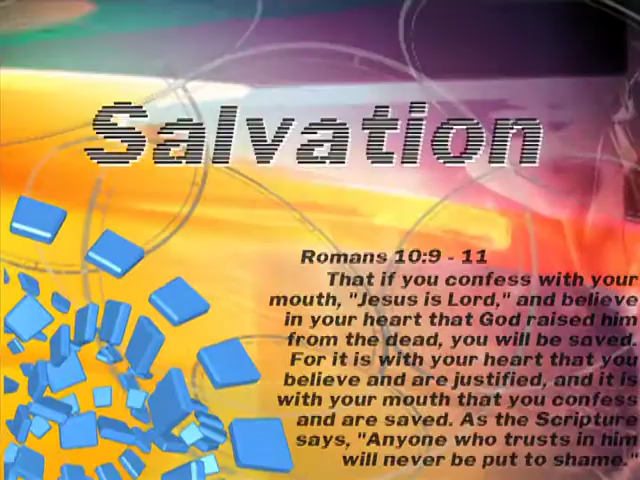 Salvation
Romans 10:9 - 11
That if you confess with your
mouth, "Jesus is Lord," and believe
in your heart that God raised him
from the dead, you will be saved.
For it is with your heart that you
believe and are justified, and it is
with your mouth that you confess
and are saved. As the Scripture
says, "Anyone who trusts in him
will never be put to shame."